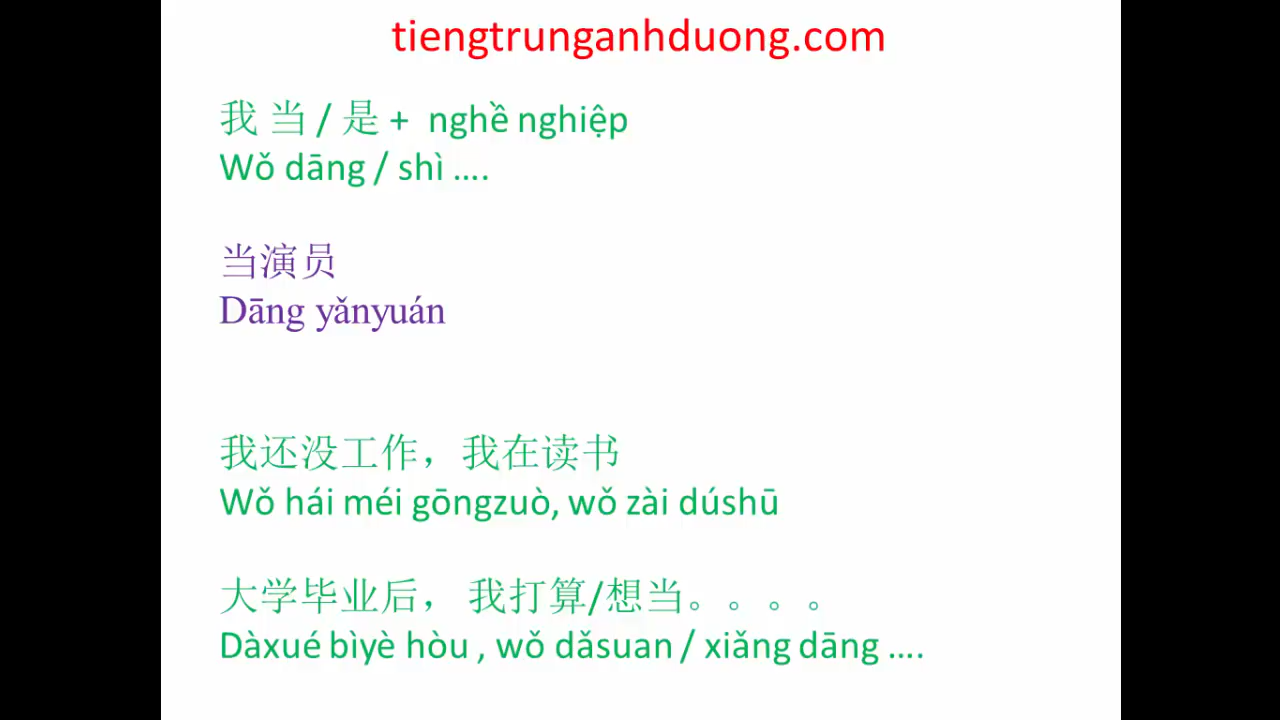 tiengtrunganhduong.com
我 当 / 是 + nghề nghiệp
Wǒ dāng / shì ....
当演员
Dāng yǎnyuán
我还没工作，我在读书
Wǒ hái méi gōngzuò, wǒ zài dúshū
大学毕业后， 我打算/想当。。。。
Dàxué bìyè hòu , wǒ dǎsuan / xiǎng dāng ....